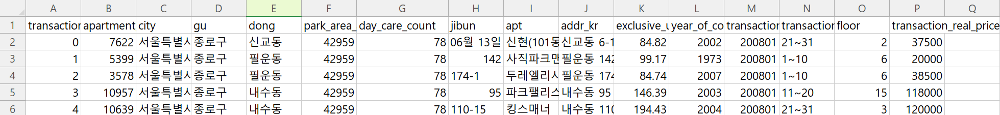 A B C D E F G H I J K L M N O P Q
1 transaction apartment_ city gu dong park_area_ day_care_count jibun apt addr_kr exclusive_u year_of_co transaction transaction floor transaction_real_price
2 0 7622 서울특별시 종로구 신교동 42959 78 06월 13일 신현(101동 신교동 6-1 84.82 2002 200801 21~31 2 37500
3 1 5399 서울특별시 종로구 필운동 42959 78 142 사직파크맨 필운동 142 99.17 1973 200801 1~10 6 20000
4 2 3578 서울특별시 종로구 필운동 42959 78 174-1 두레엘리시 필운동 174 84.74 2007 200801 1~10 6 38500
5 3 10957 서울특별시 종로구 내수동 42959 78 95 파크팰리스 내수동 95 146.39 2003 200801 11~20 15 118000
6 4 10639 서울특별시 종로구 내수동 42959 78 110-15 킹스매너 내수동 110 194.43 2004 200801 21~31 3 120000